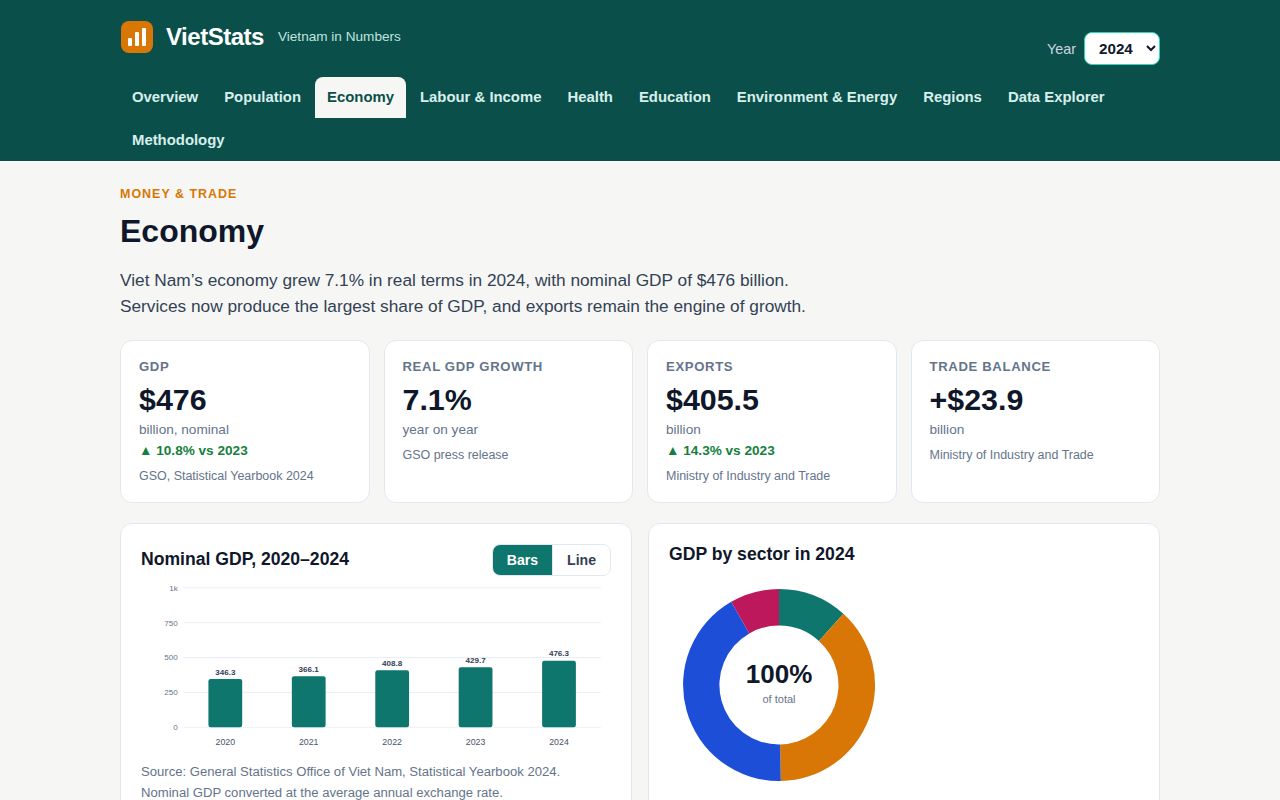 VietStats Vietnam in Numbers
Year 2024
Overview Population Economy Labour & Income Health Education Environment & Energy Regions Data Explorer
Methodology
MONEY & TRADE
Economy
Viet Nam’s economy grew 7.1% in real terms in 2024, with nominal GDP of $476 billion.
Services now produce the largest share of GDP, and exports remain the engine of growth.
GDP
$476
billion, nominal
▲ 10.8% vs 2023
GSO, Statistical Yearbook 2024
REAL GDP GROWTH
7.1%
year on year
GSO press release
EXPORTS
$405.5
billion
▲ 14.3% vs 2023
Ministry of Industry and Trade
TRADE BALANCE
+$23.9
billion
Ministry of Industry and Trade
Nominal GDP, 2020–2024
Bars Line
1k
750
500
250
0
346.3
366.1
408.8
429.7
476.3
2020 2021 2022 2023 2024
Source: General Statistics Office of Viet Nam, Statistical Yearbook 2024.
Nominal GDP converted at the average annual exchange rate.
GDP by sector in 2024
100%
of total